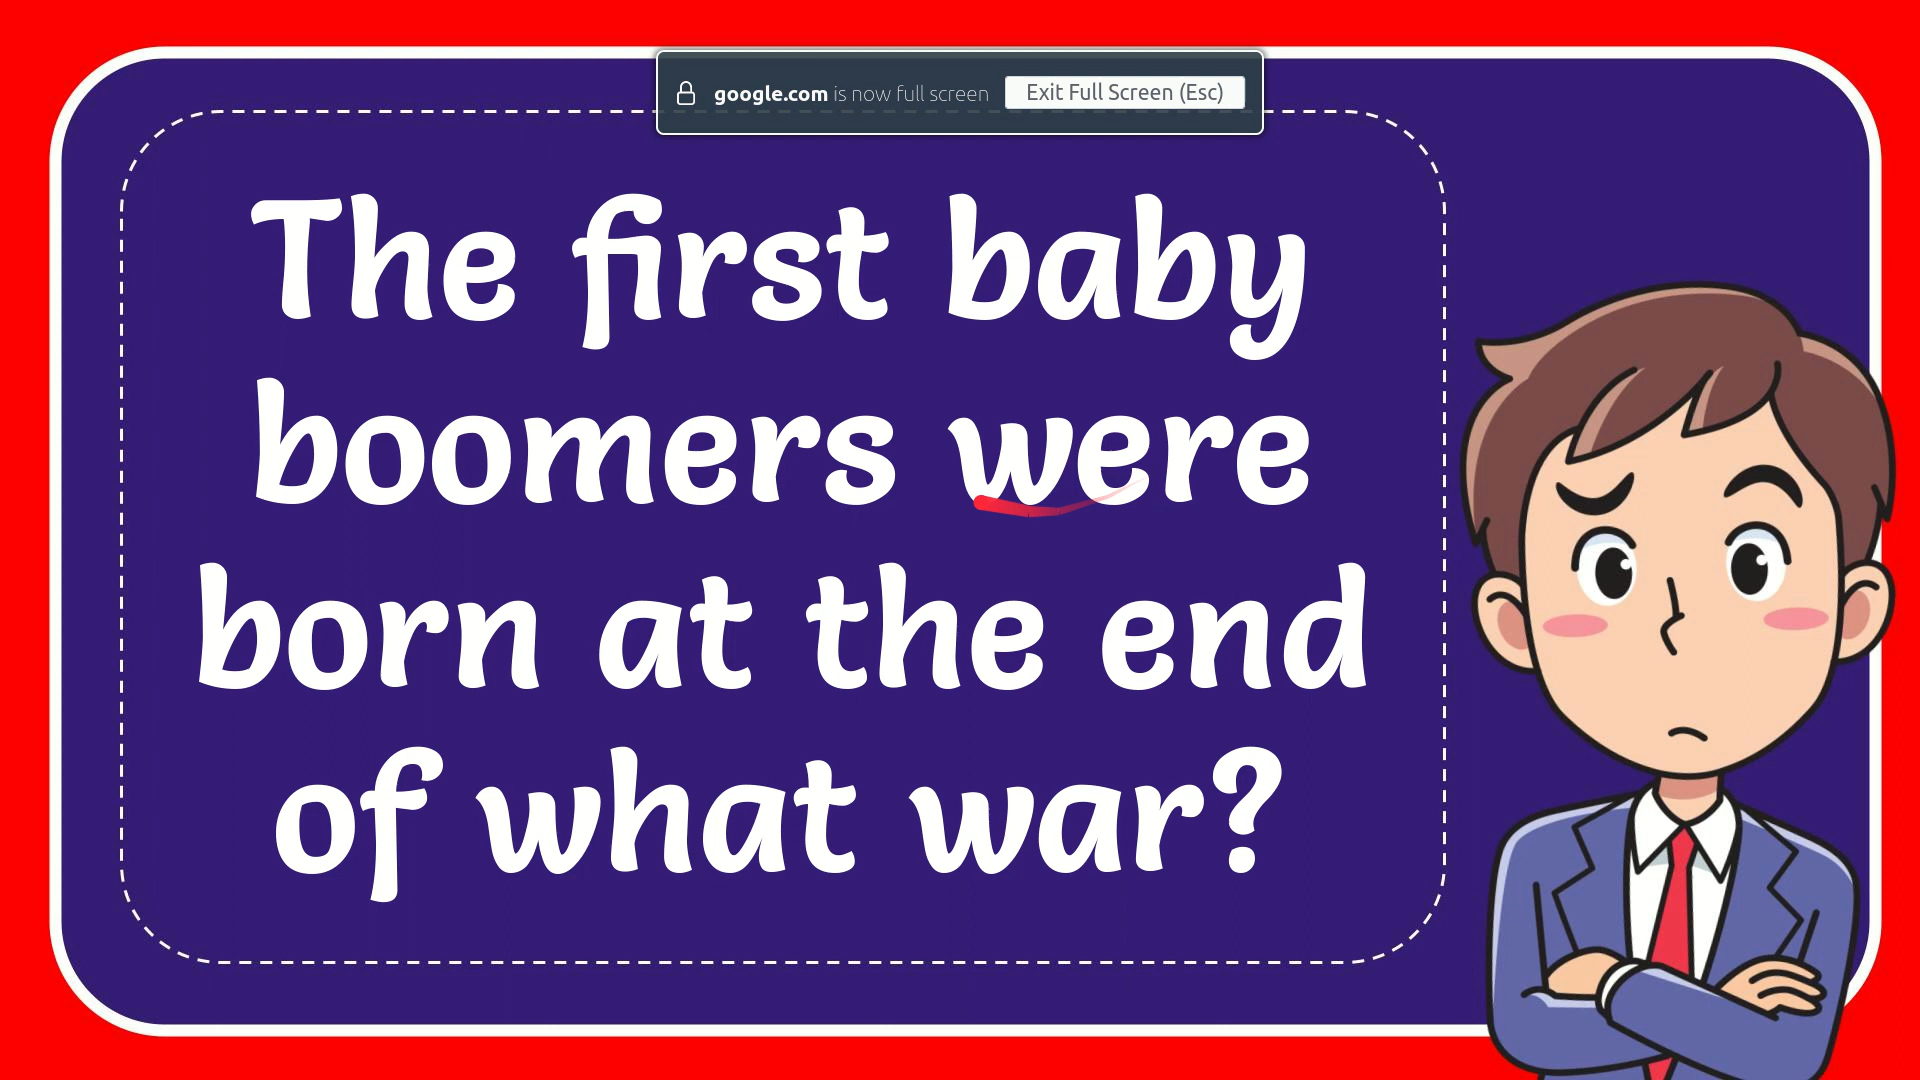 google.com is now full screen Exit Full Screen (Esc)
The first baby
boomers were
born at the end
of what war?